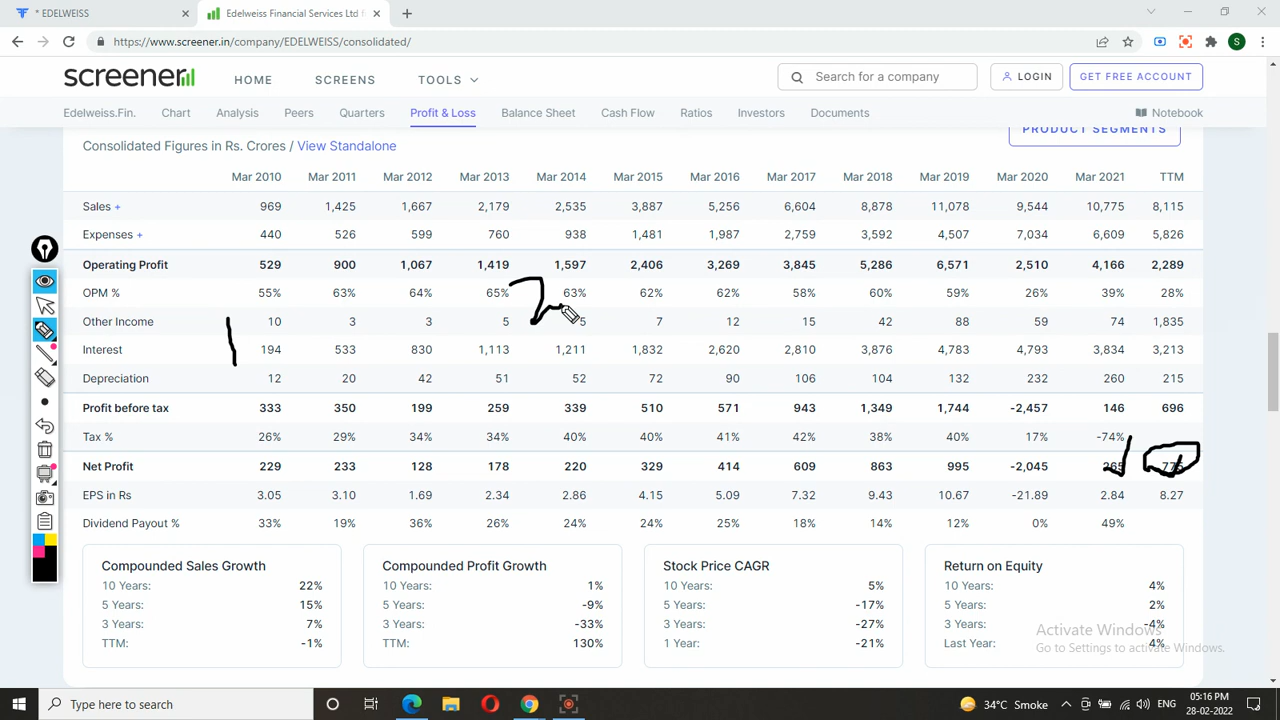 * EDELWEISS
Edelweiss Financial Services Ltd f
https://www.screener.in/company/EDELWEISS/consolidated/
S
screener
HOME
SCREENS
TOOLS
Search for a company
LOGIN
GET FREE ACCOUNT
Edelweiss.Fin. Chart Analysis Peers Quarters Profit & Loss Balance Sheet Cash Flow Ratios Investors Documents Notebook
PRODUCT SEGMENTS
Consolidated Figures in Rs. Crores / View Standalone
Mar 2010 Mar 2011 Mar 2012 Mar 2013 Mar 2014 Mar 2015 Mar 2016 Mar 2017 Mar 2018 Mar 2019 Mar 2020 Mar 2021 TTM
Sales + 969 1,425 1,667 2,179 2,535 3,887 5,256 6,604 8,878 11,078 9,544 10,775 8,115
Expenses + 440 526 599 760 938 1,481 1,987 2,759 3,592 4,507 7,034 6,609 5,826
Operating Profit 529 900 1,067 1,419 1,597 2,406 3,269 3,845 5,286 6,571 2,510 4,166 2,289
OPM % 55% 63% 64% 65% 63% 62% 62% 58% 60% 59% 26% 39% 28%
Other Income 10 3 3 5 5 7 12 15 42 88 59 74 1,835
Interest 194 533 830 1,113 1,211 1,832 2,620 2,810 3,876 4,783 4,793 3,834 3,213
Depreciation 12 20 42 51 52 72 90 106 104 132 232 260 215
Profit before tax 333 350 199 259 339 510 571 943 1,349 1,744 -2,457 146 696
Tax % 26% 29% 34% 34% 40% 40% 41% 42% 38% 40% 17% -74%
Net Profit 229 233 128 178 220 329 414 609 863 995 -2,045 265
EPS in Rs 3.05 3.10 1.69 2.34 2.86 4.15 5.09 7.32 9.43 10.67 -21.89 2.84 8.27
Dividend Payout % 33% 19% 36% 26% 24% 24% 25% 18% 14% 12% 0% 49%
Compounded Sales Growth
10 Years: 22%
5 Years: 15%
3 Years: 7%
TTM: -1%
Compounded Profit Growth
10 Years: 1%
5 Years: -9%
3 Years: -33%
TTM: 130%
Stock Price CAGR
10 Years: 5%
5 Years: -17%
3 Years: -27%
1 Year: -21%
Return on Equity
10 Years: 4%
5 Years: 2%
3 Years: -4%
Last Year: 4%
Activate Windows
Go to Settings to activate Windows.
Type here to search
34°C Smoke
ENG
05:16 PM
28-02-2022